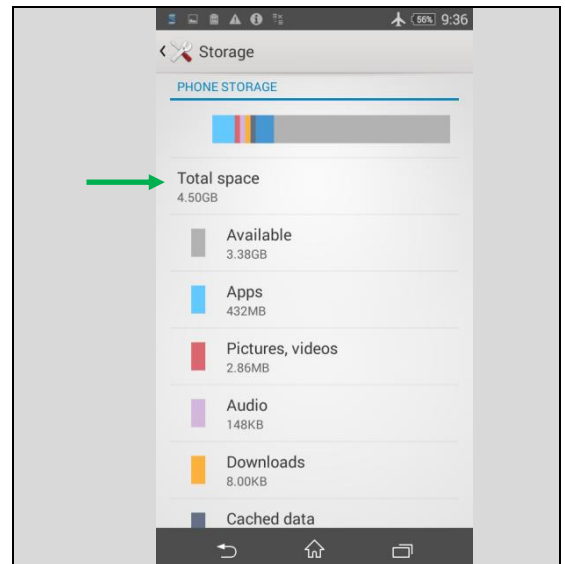 56% 9:36
Storage
PHONE STORAGE
Total space
4.50GB
Available
3.38GB
Apps
432MB
Pictures, videos
2.86MB
Audio
148KB
Downloads
8.00KB
Cached data